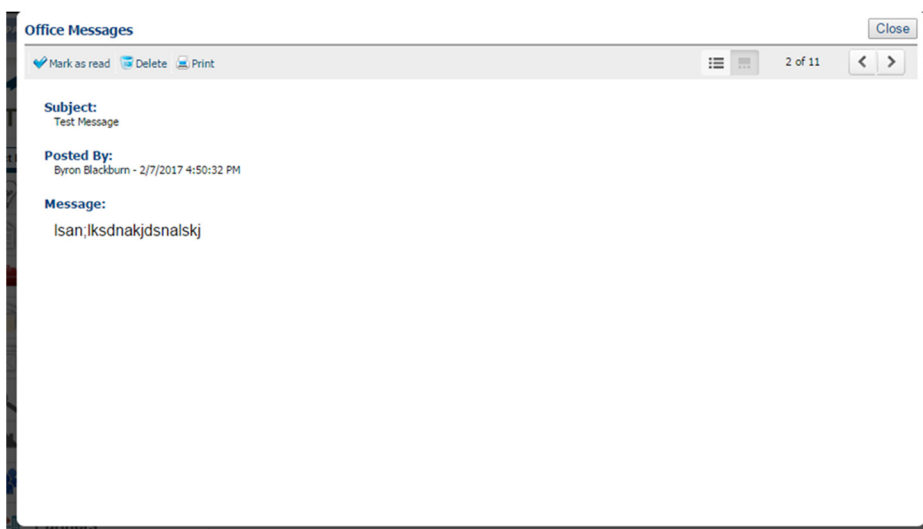 Office Messages
Close
Mark as read Delete Print
2 of 11
Subject:
Test Message
Posted By:
Byron Blackburn - 2/7/2017 4:50:32 PM
Message:
lsan;lksdnakjdsnalskj